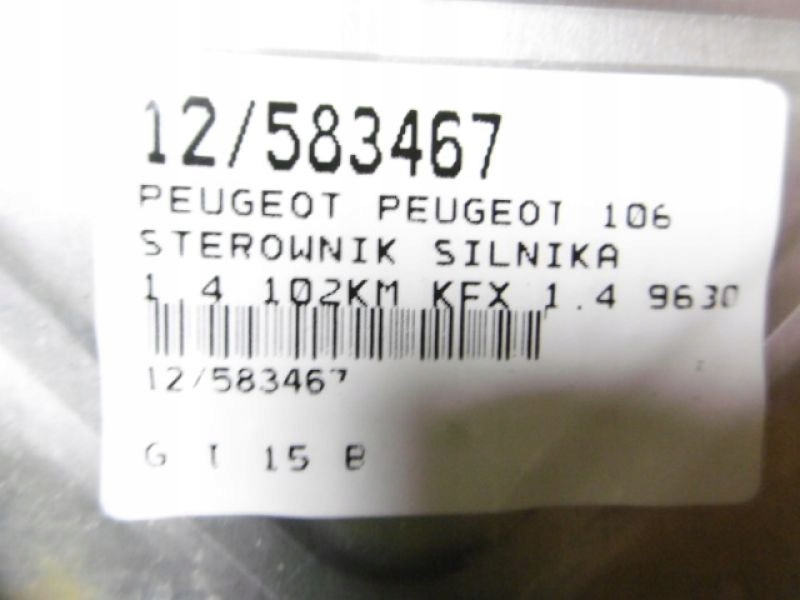 12/583467
PEUGEOT PEUGEOT 106
STEROWNIK SILNIKA
1.4 102KM KFX 1.4 9630
12/583467
G I 15 B